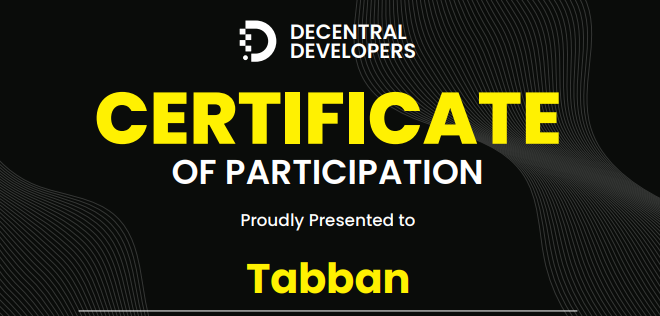 DECENTRAL
DEVELOPERS
CERTIFICATE
OF PARTICIPATION
Proudly Presented to
Tabban